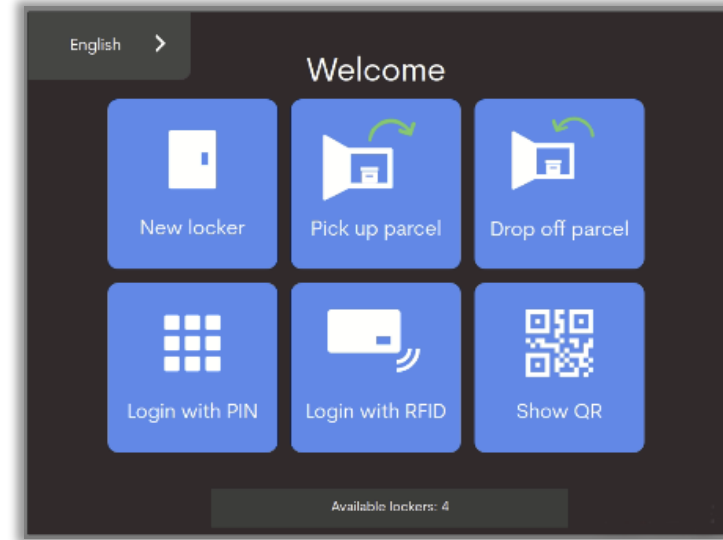 English
Welcome
New locker
Pick up parcel
Drop off parcel
Login with PIN
Login with RFID
Show QR
Available lockers: 4